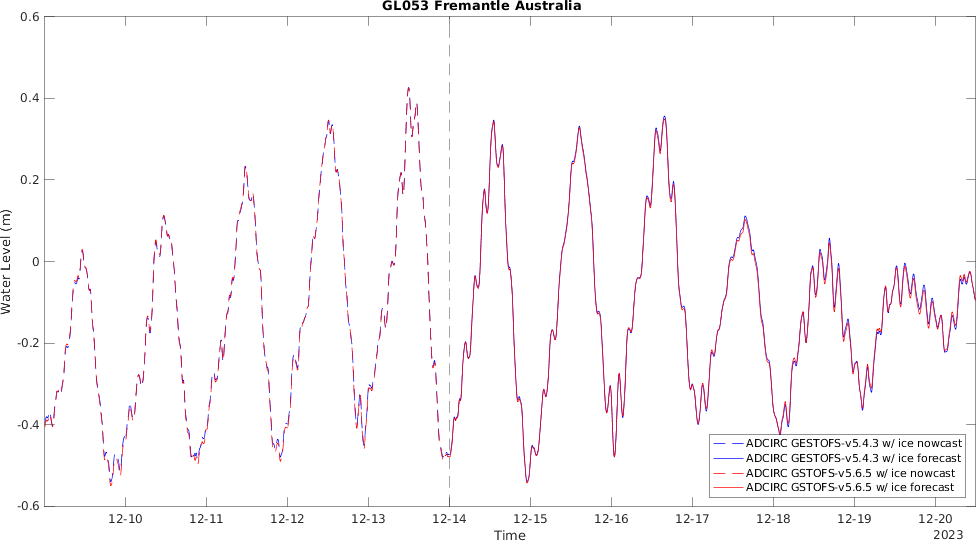 GL053 Fremantle Australia
0.6
0.4
0.2
0
-0.2
-0.4
-0.6
Water Level (m)
ADCIRC GESTOFS-v5.4.3 w/ ice nowcast
ADCIRC GESTOFS-v5.4.3 w/ ice forecast
ADCIRC GSTOFS-v5.6.5 w/ ice nowcast
ADCIRC GSTOFS-v5.6.5 w/ ice forecast
12-10 12-11 12-12 12-13 12-14 12-15 12-16 12-17 12-18 12-19 12-20
Time 2023